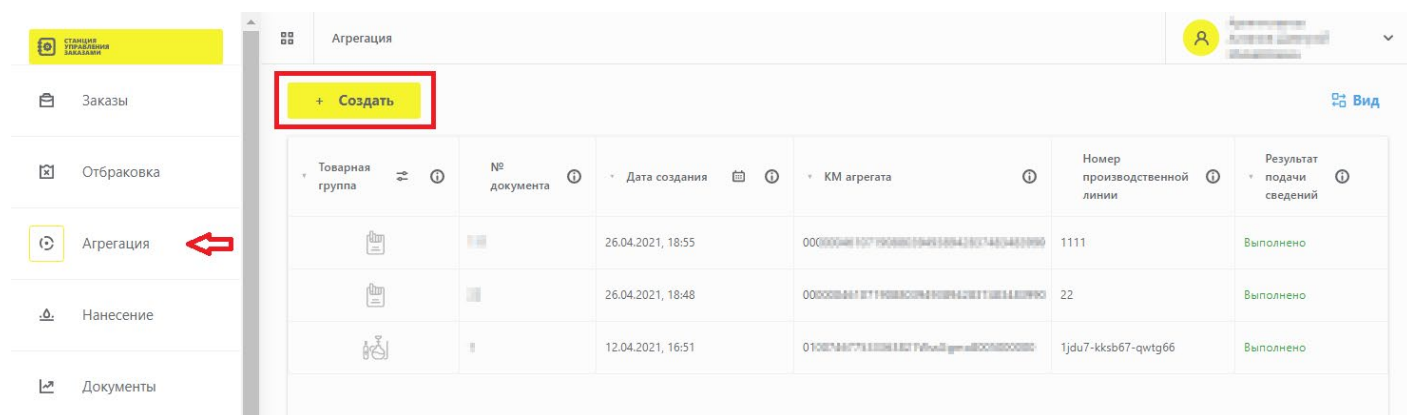 СТАНЦИЯ
УПРАВЛЕНИЯ
ЗАКАЗАМИ
Заказы
Отбраковка
Агрегация
Нанесение
Документы
Агрегация
+ Создать
Вид
Товарная
группа
№
документа
Дата создания
КМ агрегата
Номер
производственной
линии
Результат
подачи
сведений
26.04.2021, 18:55
1111
Выполнено
26.04.2021, 18:48
22
Выполнено
12.04.2021, 16:51
1jdu7-kksb67-qwtg66
Выполнено